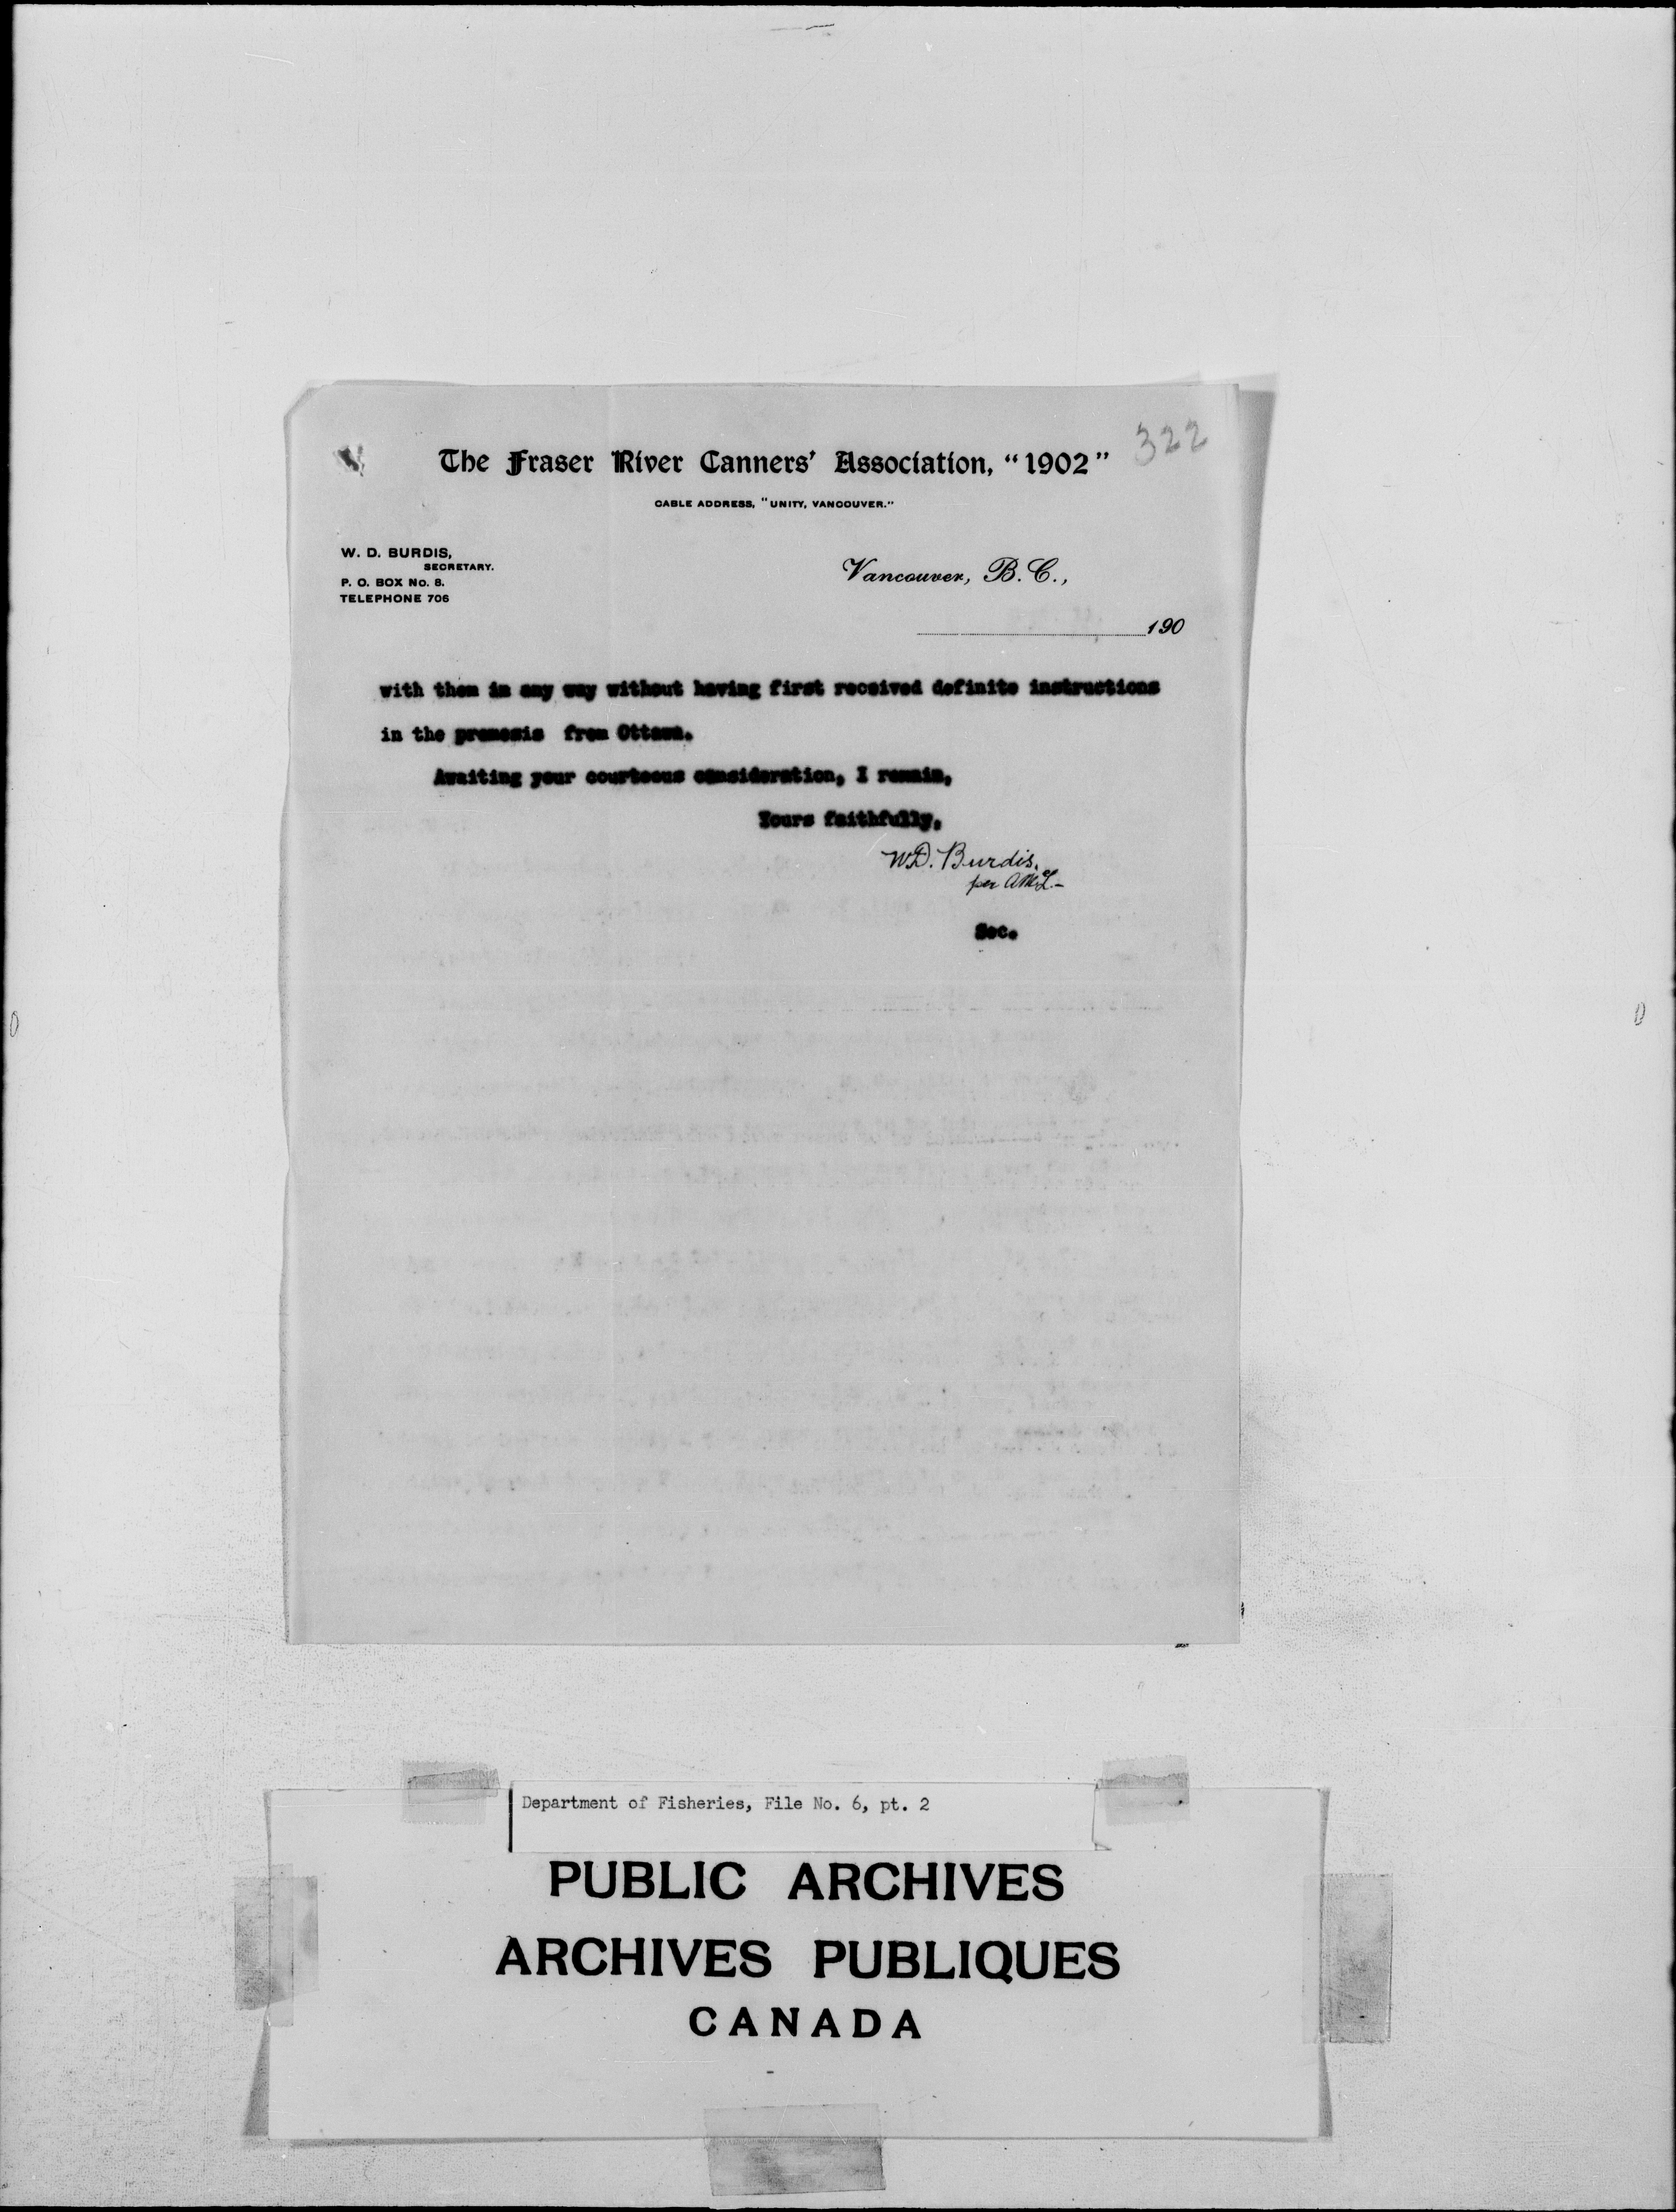 322
The Fraser River Canners' Association, "1902"
CABLE ADDRESS, "UNITY, VANCOUVER."
W. D. BURDIS,
SECRETARY.
P. O. BOX No. 8.
TELEPHONE 706
Vancouver, B. C.,
190
with them in any way without having first received definite instructions
in the premesis from Ottawa.
Awaiting your courteous consideration, I remain,
Yours faithfully,
W.D. Burdis.
per
Sec.
Department of Fisheries, File No. 6, pt. 2
PUBLIC ARCHIVES
ARCHIVES PUBLIQUES
CANADA